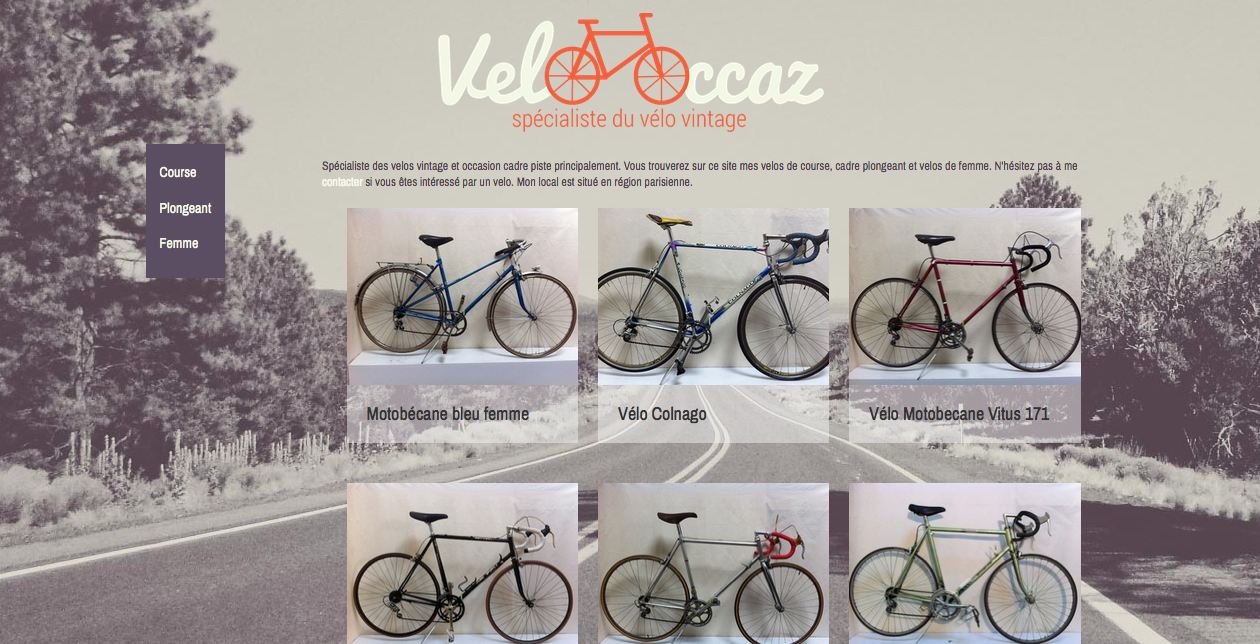 Vel ccaz
spécialiste du vélo vintage
Course
Plongeant
Femme
Spécialiste des velos vintage et occasion cadre piste principalement. Vous trouverez sur ce site mes velos de course, cadre plongeant et velos de femme. N'hésitez pas à me
contacter si vous êtes intéressé par un velo. Mon local est situé en région parisienne.
Motobécane bleu femme
Vélo Colnago
Vélo Motobecane Vitus 171